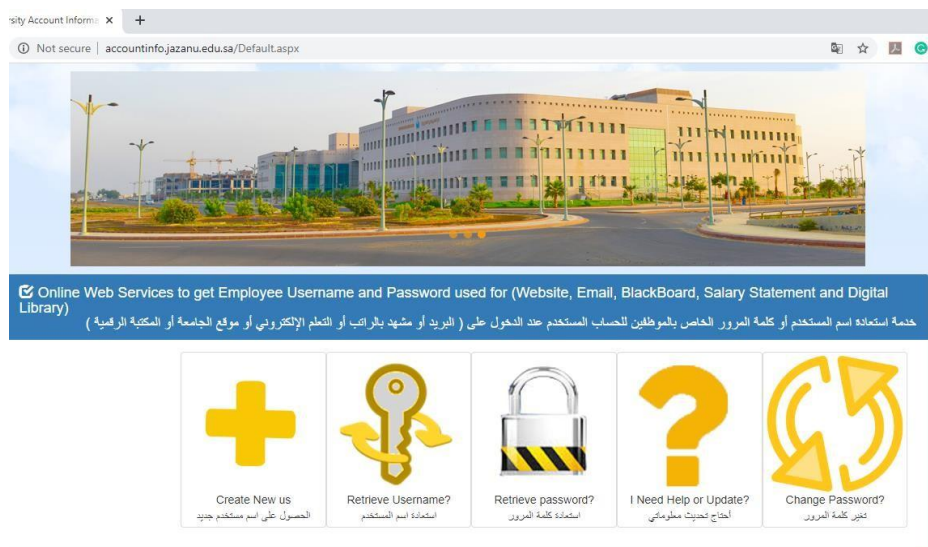 rsity Account Informa
Not secure | accountinfo.jazanu.edu.sa/Default.aspx
Online Web Services to get Employee Username and Password used for (Website, Email, BlackBoard, Salary Statement and Digital
Library)
خدمة استعادة اسم المستخدم أو كلمة المرور الخاص بالموظفين للحساب المستخدم عند الدخول على ( البريد أو مشهد بالراتب أو التعلم الإلكتروني أو موقع الجامعة أو المكتبة الرقمية )
Create New us
الحصول على اسم مستخدم جديد
Retrieve Username?
استعادة اسم المستخدم
Retrieve password?
استعادة كلمة المرور
I Need Help or Update?
أحتاج تحديث معلوماتي
Change Password?
تغير كلمة المرور